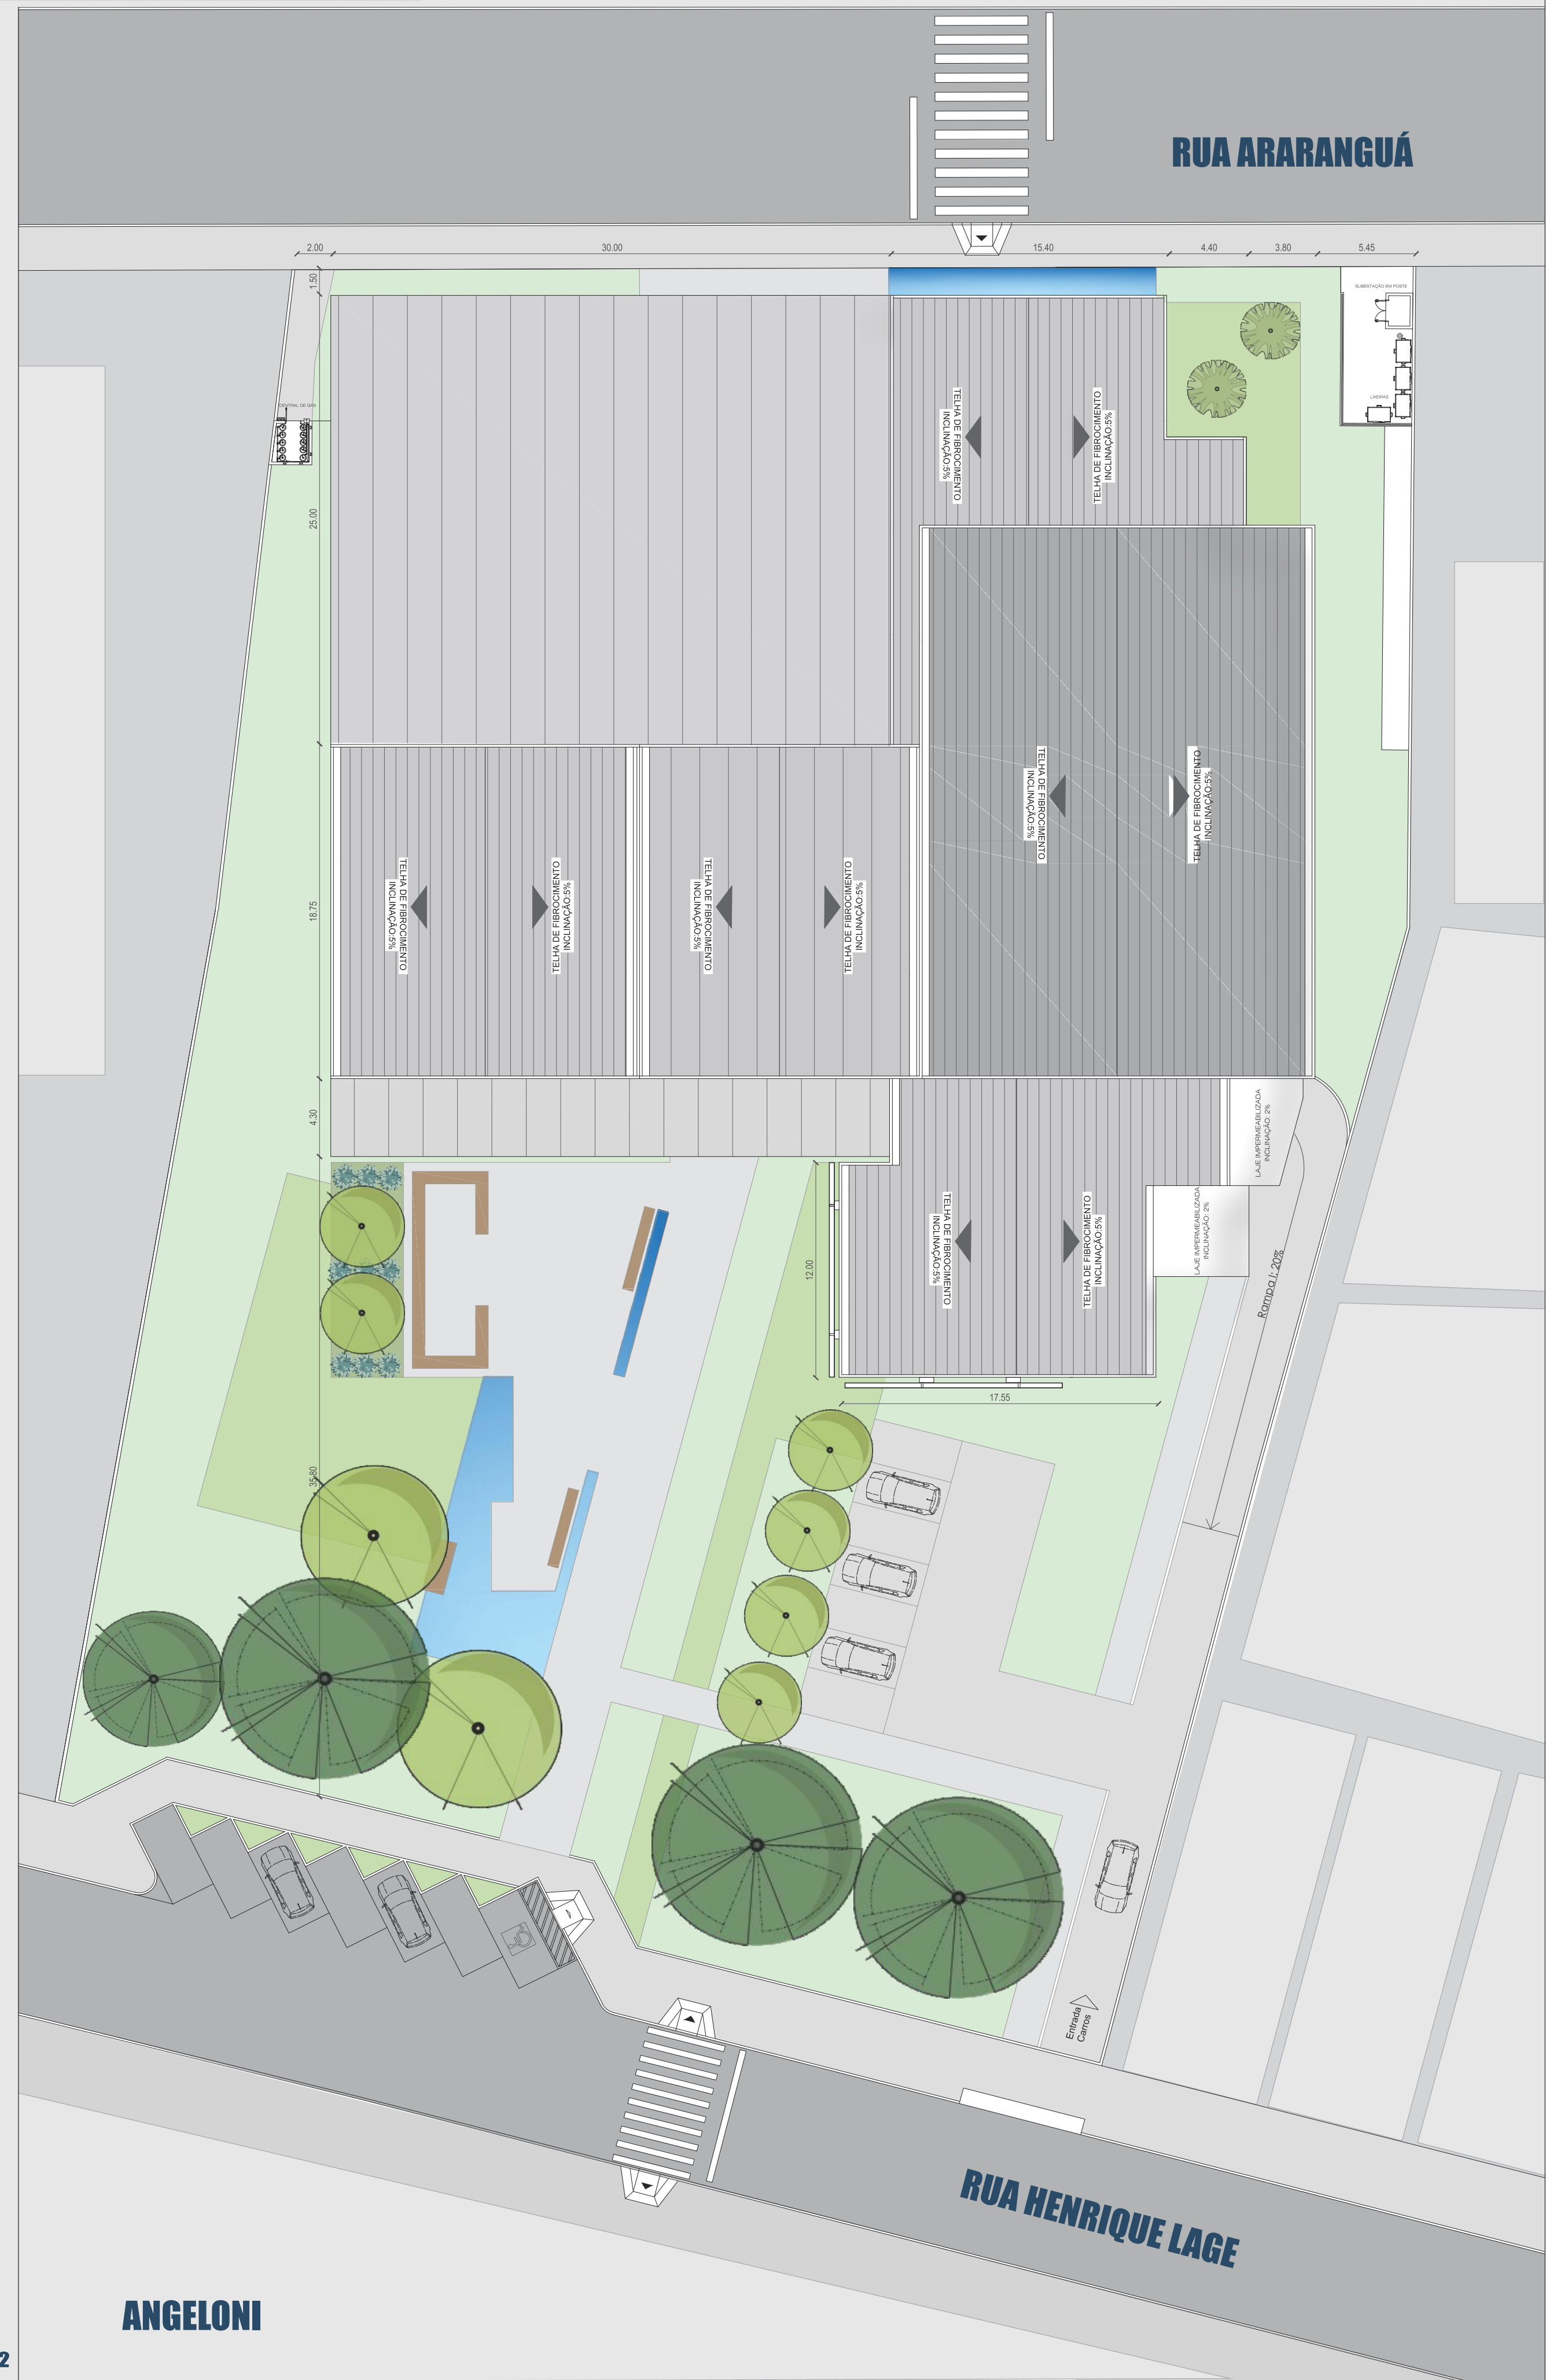 RUA ARARANGUÁ
2.00
30.00
15.40
4.40
3.80
5.45
1.50
SUBESTAÇÃO EM POSTE
LIXEIRAS
CENTRAL DE GÁS
25.00
TELHA DE FIBROCIMENTO
INCLINAÇÃO:5%
TELHA DE FIBROCIMENTO
INCLINAÇÃO:5%
TELHA DE FIBROCIMENTO
INCLINAÇÃO:5%
TELHA DE FIBROCIMENTO
INCLINAÇÃO:5%
18.75
TELHA DE FIBROCIMENTO
INCLINAÇÃO:5%
TELHA DE FIBROCIMENTO
INCLINAÇÃO:5%
TELHA DE FIBROCIMENTO
INCLINAÇÃO:5%
TELHA DE FIBROCIMENTO
INCLINAÇÃO:5%
4.30
LAJE IMPERMEABILIZADA
INCLINAÇÃO: 2%
LAJE IMPERMEABILIZADA
INCLINAÇÃO: 2%
TELHA DE FIBROCIMENTO
INCLINAÇÃO:5%
TELHA DE FIBROCIMENTO
INCLINAÇÃO:5%
12.00
Rampa I: 20%
17.55
35.80
Entrada
Carros
RUA HENRIQUE LAGE
ANGELONI
2